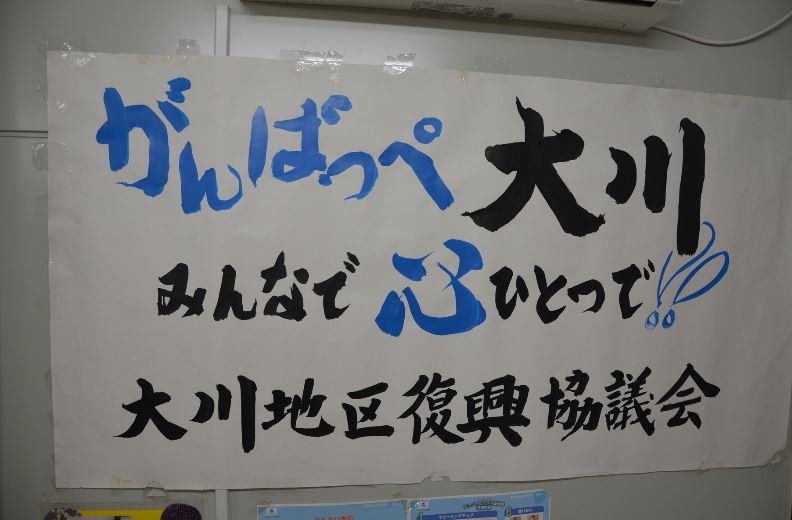 がんばっぺ 大川
みんなで 心 ひとつで!!
大川地区復興協議会